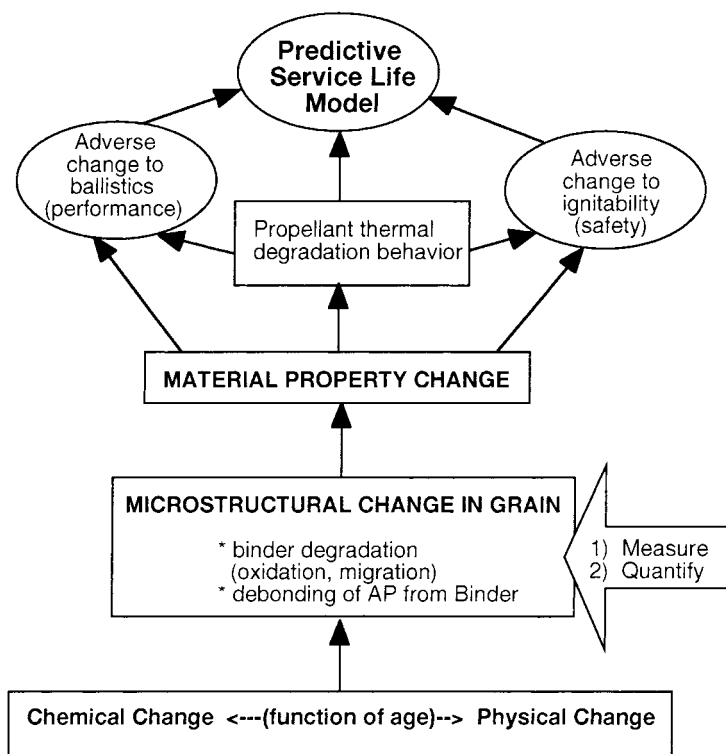 Predictive
Service Life
Model
Adverse
change to
ballistics
(performance)
Propellant thermal
degradation behavior
Adverse
change to
ignitability
(safety)
MATERIAL PROPERTY CHANGE
MICROSTRUCTURAL CHANGE IN GRAIN
* binder degradation
(oxidation, migration)
* debonding of AP from Binder
1) Measure
2) Quantify
Chemical Change <---(function of age)--> Physical Change